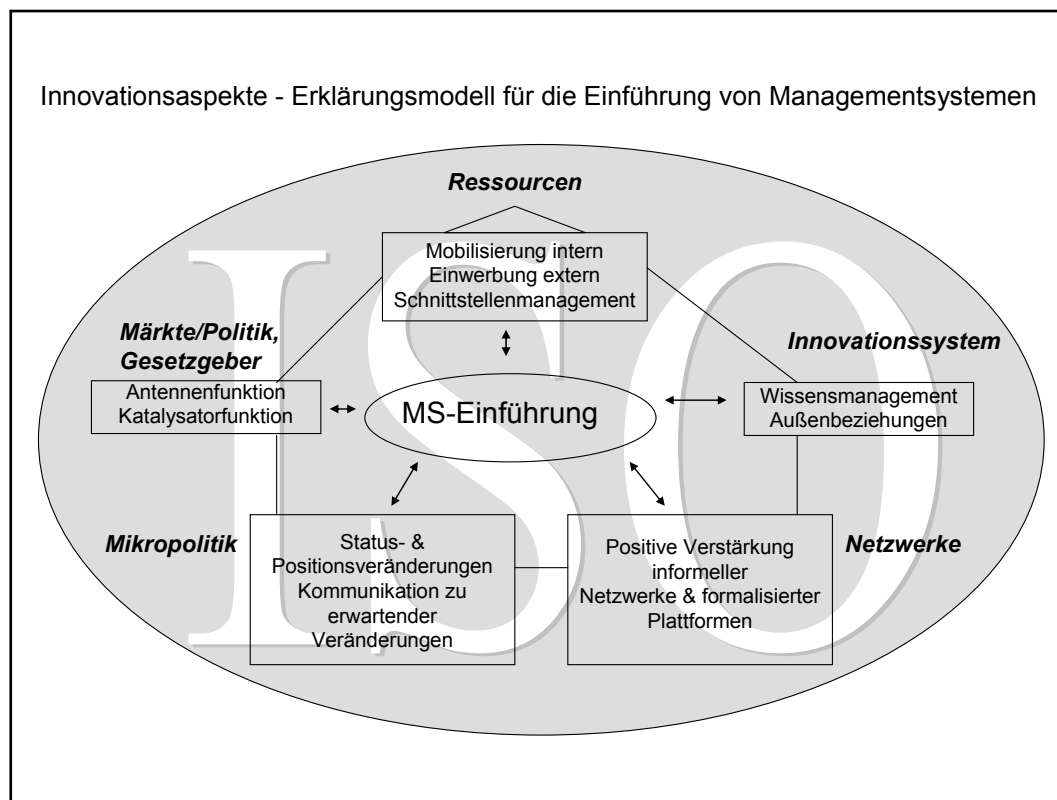 Innovationsaspekte - Erklärungsmodell für die Einführung von Managementsystemen
Ressourcen
Mobilisierung intern
Einwerbung extern
Schnittstellenmanagement
Märkte/Politik,
Gesetzgeber
Antennenfunktion
Katalysatorfunktion
MS-Einführung
Innovationssystem
Wissensmanagement
Außenbeziehungen
Mikropolitik
Status- &
Positionsveränderungen
Kommunikation zu
erwartender
Veränderungen
Positive Verstärkung
informeller
Netzwerke & formalisierter
Plattformen
Netzwerke
ISO